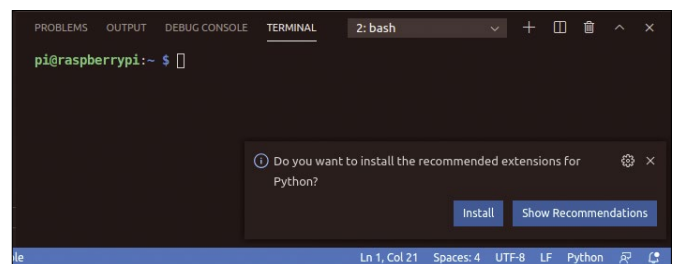 PROBLEMS OUTPUT DEBUG CONSOLE TERMINAL 2: bash
pi@raspberrypi:~ $
Do you want to install the recommended extensions for
Python?
Install Show Recommendations
Ln 1, Col 21 Spaces: 4 UTF-8 LF Python